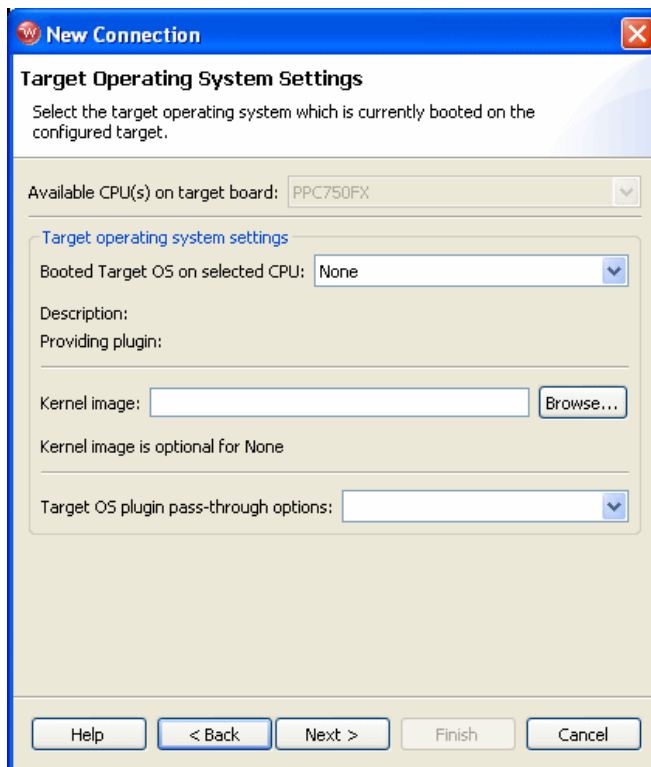 New Connection
Target Operating System Settings
Select the target operating system which is currently booted on the
configured target.
Available CPU(s) on target board: PPC750FX
Target operating system settings
Booted Target OS on selected CPU: None
Description:
Providing plugin:
Kernel image: Browse...
Kernel image is optional for None
Target OS plugin pass-through options:
Help < Back Next > Finish Cancel